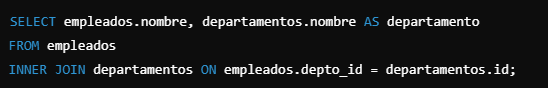 SELECT empleados.nombre, departamentos.nombre AS departamento
FROM empleados
INNER JOIN departamentos ON empleados.depto_id = departamentos.id;